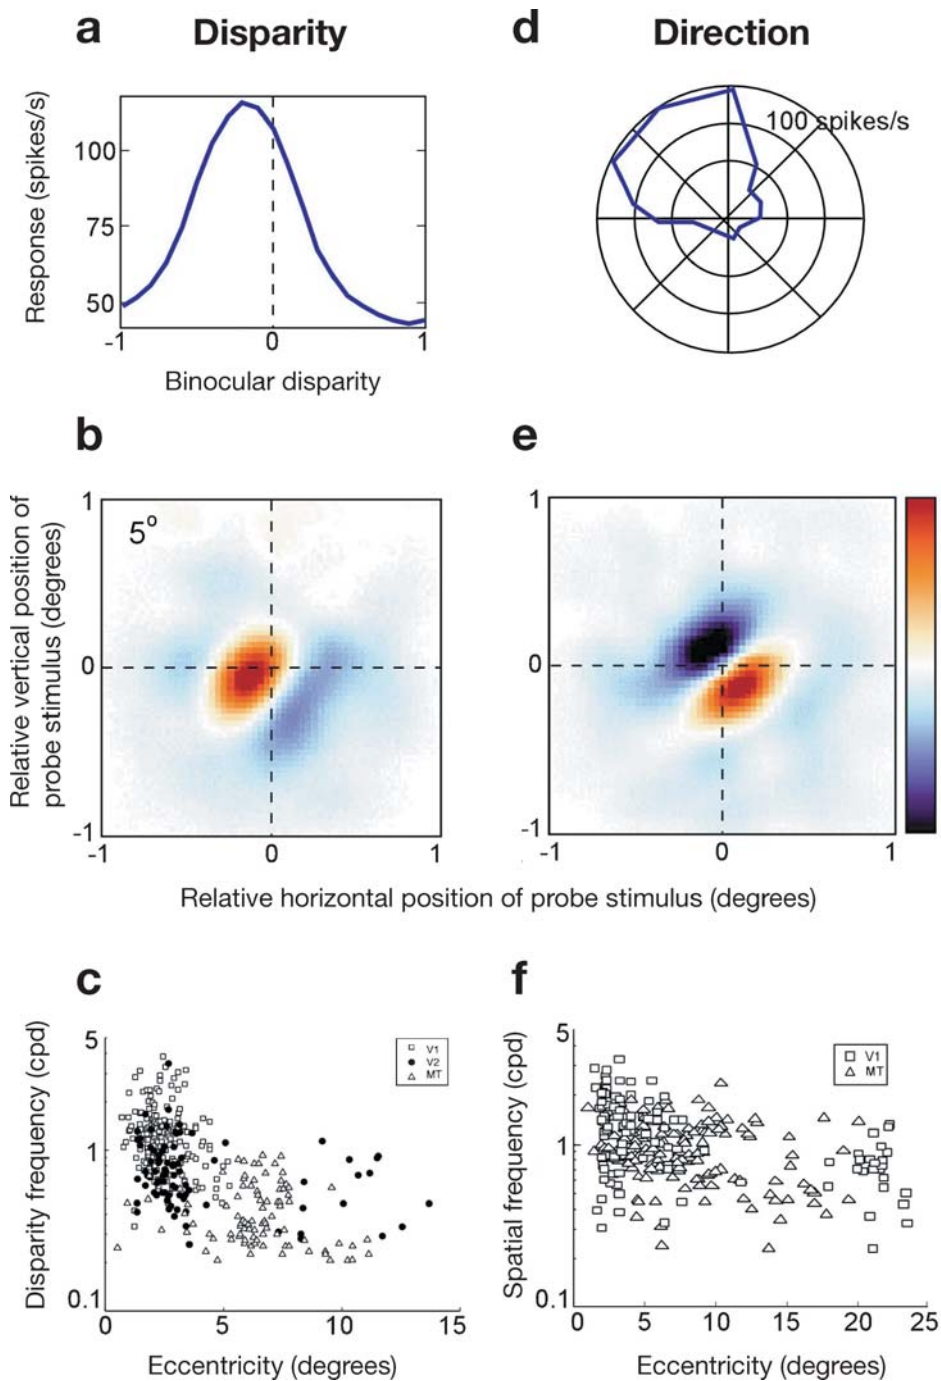 a Disparity
Response (spikes/s)
100
75
50
-1 0 1
Binocular disparity
d Direction
100 spikes/s
b
Relative vertical position of
probe stimulus (degrees)
5o
1
0
-1
-1 0 1
e
1
0
-1
-1 0 1
Relative horizontal position of probe stimulus (degrees)
c
Disparity frequency (cpd)
5
1
0.1
V1
V2
MT
0 5 10 15
Eccentricity (degrees)
f
Spatial frequency (cpd)
5
1
0.1
V1
MT
0 5 10 15 20 25
Eccentricity (degrees)